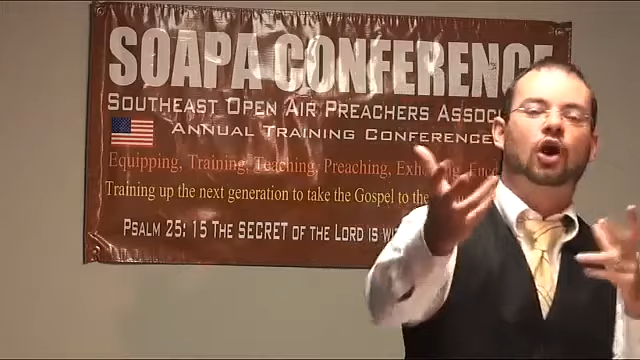 SOAPA CONFERENCE
SOUTHEAST OPEN AIR PREACHERS
ANNUAL TRAINING CONFERENCE
Equipping, Training, Teaching, Preaching,
Training up the next generation to take the Gospel to the
PSALM 25: 15 THE SECRET OF THE LORD IS